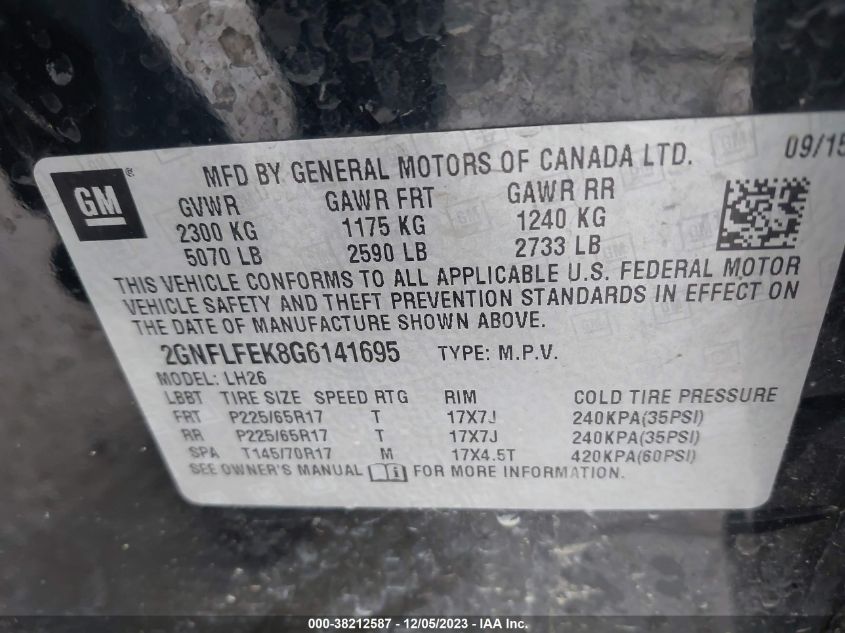 GM
MFD BY GENERAL MOTORS OF CANADA LTD.
09/15
GVWR GAWR FRT GAWR RR
2300 KG 1175 KG 1240 KG
5070 LB 2590 LB 2733 LB
THIS VEHICLE CONFORMS TO ALL APPLICABLE U.S. FEDERAL MOTOR
VEHICLE SAFETY AND THEFT PREVENTION STANDARDS IN EFFECT ON
THE DATE OF MANUFACTURE SHOWN ABOVE.
2GNFLFEK8G6141695 TYPE: M.P.V.
MODEL: LH26
LBBT TIRE SIZE SPEED RTG RIM COLD TIRE PRESSURE
FRT P225/65R17 T 17X7J 240KPA(35PSI)
RR P225/65R17 T 17X7J 240KPA(35PSI)
SPA T145/70R17 M 17X4.5T 420KPA(60PSI)
SEE OWNER'S MANUAL FOR MORE INFORMATION.
000-38212587 - 12/05/2023 - IAA Inc.